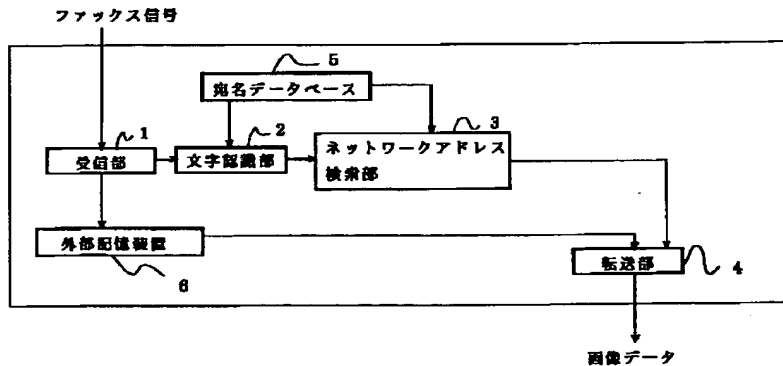 ファックス信号
5
宛名データベース
1
2
3
受信部
文字認識部
ネットワークアドレス
検索部
外部記憶装置
6
転送部
4
画像データ